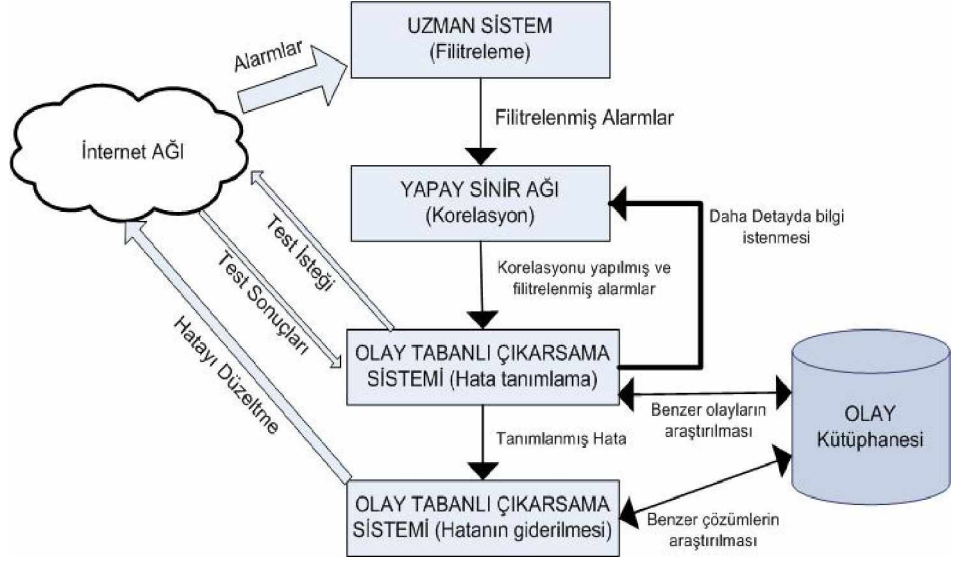 UZMAN SİSTEM
(Filitreleme)
Alarmlar
Filitrelenmiş Alarmlar
İnternet AĞI
YAPAY SİNİR AĞI
(Korelasyon)
Daha Detayda bilgi
istenmesi
Test İsteği
Test Sonuçları
Hatayı Düzeltme
Korelasyonu yapılmış ve
filitrelenmiş alarmlar
OLAY TABANLI ÇIKARSAMA
SİSTEMİ (Hata tanımlama)
Benzer olayların
araştırılması
OLAY
Kütüphanesi
Tanımlanmış Hata
OLAY TABANLI ÇIKARSAMA
SİSTEMİ (Hatanın giderilmesi)
Benzer çözümlerin
araştırılması